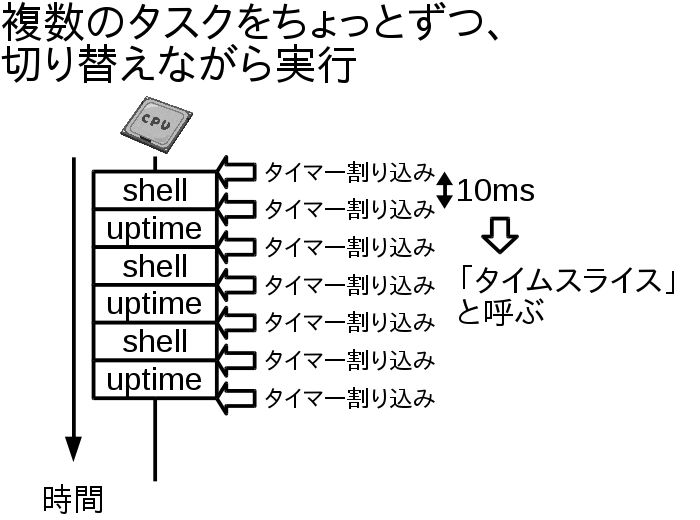 複数のタスクをちょっとずつ、
切り替えながら実行
CPU
タイマー割り込み
shell
10ms
タイマー割り込み
uptime
タイマー割り込み
shell
「タイムスライス」
と呼ぶ
タイマー割り込み
uptime
タイマー割り込み
shell
タイマー割り込み
uptime
タイマー割り込み
時間